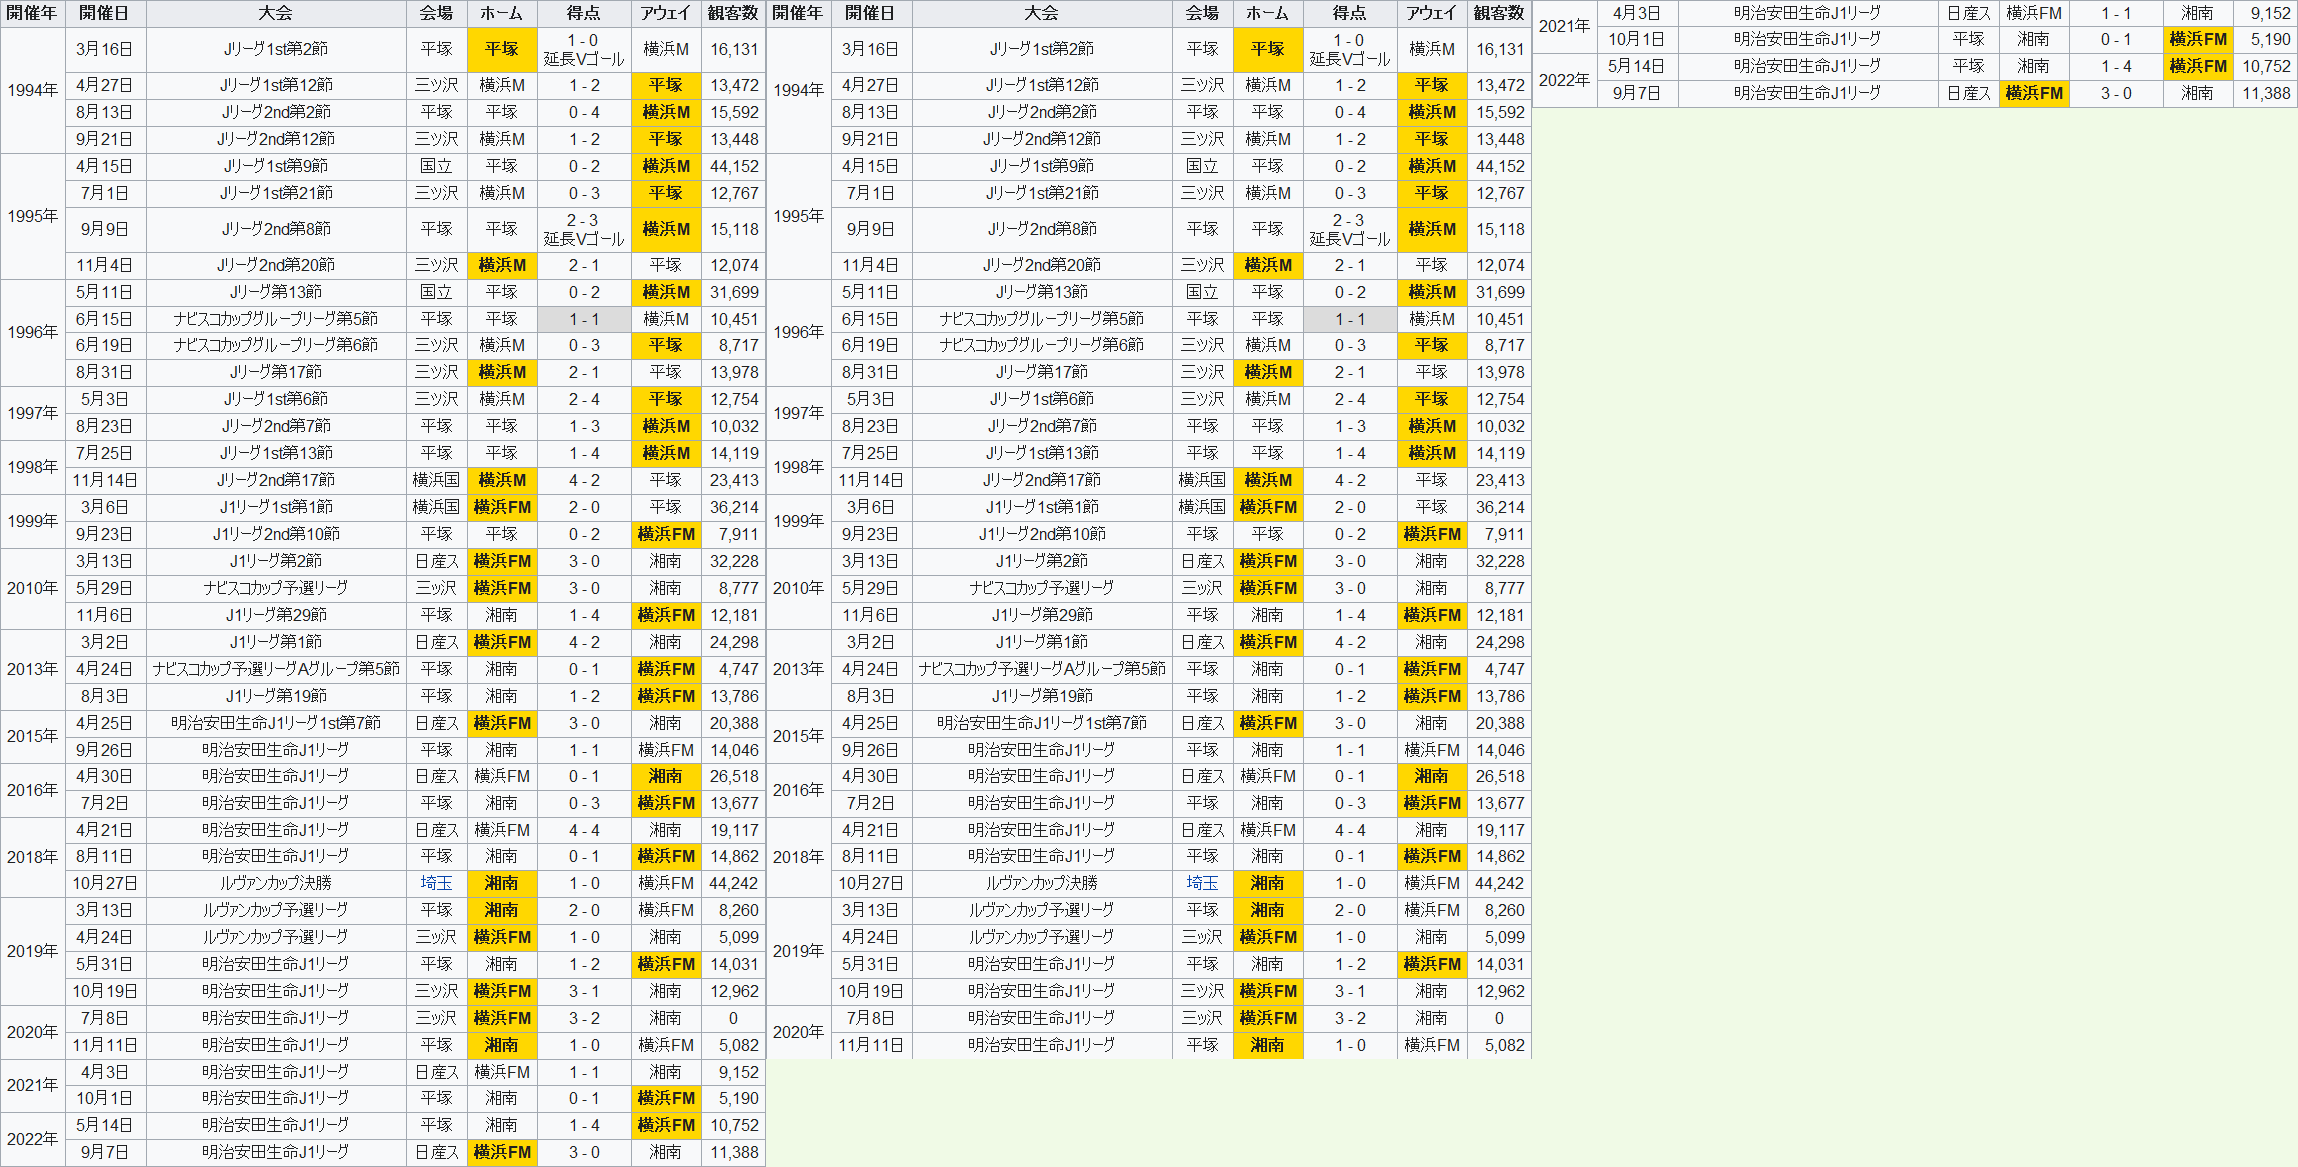 開催年 開催日 大会 会場 ホーム 得点 アウェイ 観客数
1994年 3月16日 Jリーグ1st第2節 平塚 平塚 1 - 0 延長Vゴール 横浜M 16,131
4月27日 Jリーグ1st第12節 三ツ沢 横浜M 1 - 2 平塚 13,472
8月13日 Jリーグ2nd第2節 平塚 平塚 0 - 4 横浜M 15,592
9月21日 Jリーグ2nd第12節 三ツ沢 横浜M 1 - 2 平塚 13,448
1995年 4月15日 Jリーグ1st第9節 国立 平塚 0 - 2 横浜M 44,152
7月1日 Jリーグ1st第21節 三ツ沢 横浜M 0 - 3 平塚 12,767
9月9日 Jリーグ2nd第8節 平塚 平塚 2 - 3 延長Vゴール 横浜M 15,118
11月4日 Jリーグ2nd第20節 三ツ沢 横浜M 2 - 1 平塚 12,074
1996年 5月11日 Jリーグ第13節 国立 平塚 0 - 2 横浜M 31,699
6月15日 ナビスコカップグループリーグ第5節 平塚 平塚 1 - 1 横浜M 10,451
6月19日 ナビスコカップグループリーグ第6節 三ツ沢 横浜M 0 - 3 平塚 8,717
8月31日 Jリーグ第17節 三ツ沢 横浜M 2 - 1 平塚 13,978
1997年 5月3日 Jリーグ1st第6節 三ツ沢 横浜M 2 - 4 平塚 12,754
8月23日 Jリーグ2nd第7節 平塚 平塚 1 - 3 横浜M 10,032
1998年 7月25日 Jリーグ1st第13節 平塚 平塚 1 - 4 横浜M 14,119
11月14日 Jリーグ2nd第17節 横浜国 横浜M 4 - 2 平塚 23,413
1999年 3月6日 J1リーグ1st第1節 横浜国 横浜FM 2 - 0 平塚 36,214
9月23日 J1リーグ2nd第10節 平塚 平塚 0 - 2 横浜FM 7,911
2010年 3月13日 J1リーグ第2節 日産ス 横浜FM 3 - 0 湘南 32,228
5月29日 ナビスコカップ予選リーグ 三ツ沢 横浜FM 3 - 0 湘南 8,777
11月6日 J1リーグ第29節 平塚 湘南 1 - 4 横浜FM 12,181
2013年 3月2日 J1リーグ第1節 日産ス 横浜FM 4 - 2 湘南 24,298
4月24日 ナビスコカップ予選リーグAグループ第5節 平塚 湘南 0 - 1 横浜FM 4,747
8月3日 J1リーグ第19節 平塚 湘南 1 - 2 横浜FM 13,786
2015年 4月25日 明治安田生命J1リーグ1st第7節 日産ス 横浜FM 3 - 0 湘南 20,388
9月26日 明治安田生命J1リーグ 平塚 湘南 1 - 1 横浜FM 14,046
2016年 4月30日 明治安田生命J1リーグ 日産ス 横浜FM 0 - 1 湘南 26,518
7月2日 明治安田生命J1リーグ 平塚 湘南 0 - 3 横浜FM 13,677
2018年 4月21日 明治安田生命J1リーグ 日産ス 横浜FM 4 - 4 湘南 19,117
8月11日 明治安田生命J1リーグ 平塚 湘南 0 - 1 横浜FM 14,862
10月27日 ルヴァンカップ決勝 埼玉 湘南 1 - 0 横浜FM 44,242
2019年 3月13日 ルヴァンカップ予選リーグ 平塚 湘南 2 - 0 横浜FM 8,260
4月24日 ルヴァンカップ予選リーグ 三ツ沢 横浜FM 1 - 0 湘南 5,099
5月31日 明治安田生命J1リーグ 平塚 湘南 1 - 2 横浜FM 14,031
10月19日 明治安田生命J1リーグ 三ツ沢 横浜FM 3 - 1 湘南 12,962
2020年 7月8日 明治安田生命J1リーグ 三ツ沢 横浜FM 3 - 2 湘南 0
11月11日 明治安田生命J1リーグ 平塚 湘南 1 - 0 横浜FM 5,082
2021年 4月3日 明治安田生命J1リーグ 日産ス 横浜FM 1 - 1 湘南 9,152
10月1日 明治安田生命J1リーグ 平塚 湘南 0 - 1 横浜FM 5,190
2022年 5月14日 明治安田生命J1リーグ 平塚 湘南 1 - 4 横浜FM 10,752
9月7日 明治安田生命J1リーグ 日産ス 横浜FM 3 - 0 湘南 11,388
開催年 開催日 大会 会場 ホーム 得点 アウェイ 観客数
1994年 3月16日 Jリーグ1st第2節 平塚 平塚 1 - 0 延長Vゴール 横浜M 16,131
4月27日 Jリーグ1st第12節 三ツ沢 横浜M 1 - 2 平塚 13,472
8月13日 Jリーグ2nd第2節 平塚 平塚 0 - 4 横浜M 15,592
9月21日 Jリーグ2nd第12節 三ツ沢 横浜M 1 - 2 平塚 13,448
1995年 4月15日 Jリーグ1st第9節 国立 平塚 0 - 2 横浜M 44,152
7月1日 Jリーグ1st第21節 三ツ沢 横浜M 0 - 3 平塚 12,767
9月9日 Jリーグ2nd第8節 平塚 平塚 2 - 3 延長Vゴール 横浜M 15,118
11月4日 Jリーグ2nd第20節 三ツ沢 横浜M 2 - 1 平塚 12,074
1996年 5月11日 Jリーグ第13節 国立 平塚 0 - 2 横浜M 31,699
6月15日 ナビスコカップグループリーグ第5節 平塚 平塚 1 - 1 横浜M 10,451
6月19日 ナビスコカップグループリーグ第6節 三ツ沢 横浜M 0 - 3 平塚 8,717
8月31日 Jリーグ第17節 三ツ沢 横浜M 2 - 1 平塚 13,978
1997年 5月3日 Jリーグ1st第6節 三ツ沢 横浜M 2 - 4 平塚 12,754
8月23日 Jリーグ2nd第7節 平塚 平塚 1 - 3 横浜M 10,032
1998年 7月25日 Jリーグ1st第13節 平塚 平塚 1 - 4 横浜M 14,119
11月14日 Jリーグ2nd第17節 横浜国 横浜M 4 - 2 平塚 23,413
1999年 3月6日 J1リーグ1st第1節 横浜国 横浜FM 2 - 0 平塚 36,214
9月23日 J1リーグ2nd第10節 平塚 平塚 0 - 2 横浜FM 7,911
2010年 3月13日 J1リーグ第2節 日産ス 横浜FM 3 - 0 湘南 32,228
5月29日 ナビスコカップ予選リーグ 三ツ沢 横浜FM 3 - 0 湘南 8,777
11月6日 J1リーグ第29節 平塚 湘南 1 - 4 横浜FM 12,181
2013年 3月2日 J1リーグ第1節 日産ス 横浜FM 4 - 2 湘南 24,298
4月24日 ナビスコカップ予選リーグAグループ第5節 平塚 湘南 0 - 1 横浜FM 4,747
8月3日 J1リーグ第19節 平塚 湘南 1 - 2 横浜FM 13,786
2015年 4月25日 明治安田生命J1リーグ1st第7節 日産ス 横浜FM 3 - 0 湘南 20,388
9月26日 明治安田生命J1リーグ 平塚 湘南 1 - 1 横浜FM 14,046
2016年 4月30日 明治安田生命J1リーグ 日産ス 横浜FM 0 - 1 湘南 26,518
7月2日 明治安田生命J1リーグ 平塚 湘南 0 - 3 横浜FM 13,677
2018年 4月21日 明治安田生命J1リーグ 日産ス 横浜FM 4 - 4 湘南 19,117
8月11日 明治安田生命J1リーグ 平塚 湘南 0 - 1 横浜FM 14,862
10月27日 ルヴァンカップ決勝 埼玉 湘南 1 - 0 横浜FM 44,242
2019年 3月13日 ルヴァンカップ予選リーグ 平塚 湘南 2 - 0 横浜FM 8,260
4月24日 ルヴァンカップ予選リーグ 三ツ沢 横浜FM 1 - 0 湘南 5,099
5月31日 明治安田生命J1リーグ 平塚 湘南 1 - 2 横浜FM 14,031
10月19日 明治安田生命J1リーグ 三ツ沢 横浜FM 3 - 1 湘南 12,962
2020年 7月8日 明治安田生命J1リーグ 三ツ沢 横浜FM 3 - 2 湘南 0
11月11日 明治安田生命J1リーグ 平塚 湘南 1 - 0 横浜FM 5,082
2021年 4月3日 明治安田生命J1リーグ 日産ス 横浜FM 1 - 1 湘南 9,152
10月1日 明治安田生命J1リーグ 平塚 湘南 0 - 1 横浜FM 5,190
2022年 5月14日 明治安田生命J1リーグ 平塚 湘南 1 - 4 横浜FM 10,752
9月7日 明治安田生命J1リーグ 日産ス 横浜FM 3 - 0 湘南 11,388